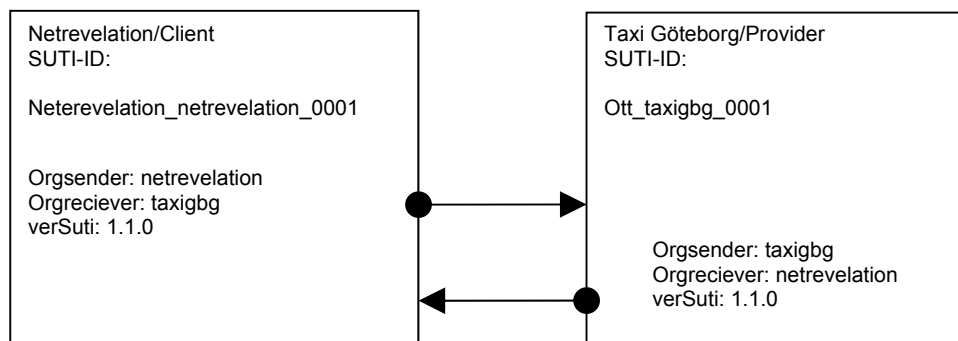 Netrevelation/Client
SUTI-ID:
Neterevelation_netrevelation_0001
Orgsender: netrevelation
Orgreciever: taxigbg
verSuti: 1.1.0
Taxi Göteborg/Provider
SUTI-ID:
Ott_taxigbg_0001
Orgsender: taxigbg
Orgreciever: netrevelation
verSuti: 1.1.0